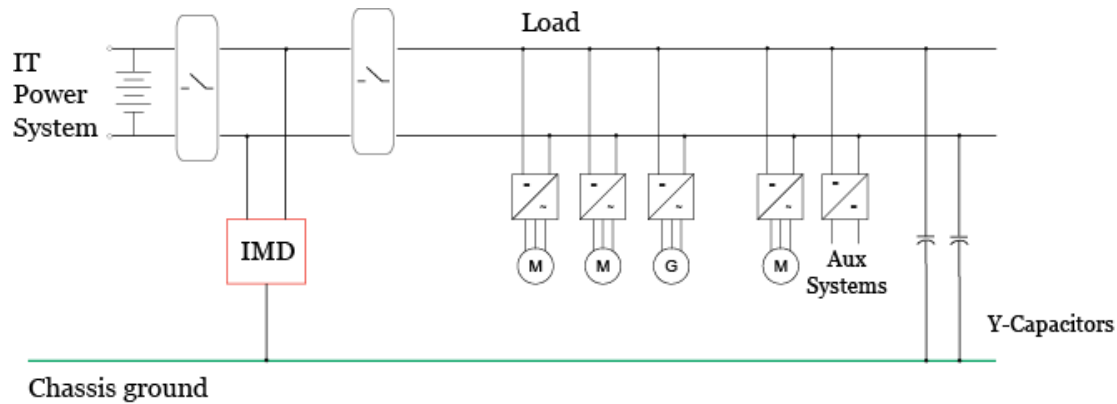 Load
IT
Power
System
IMD
M
M
G
M
Aux
Systems
Y-Capacitors
Chassis ground